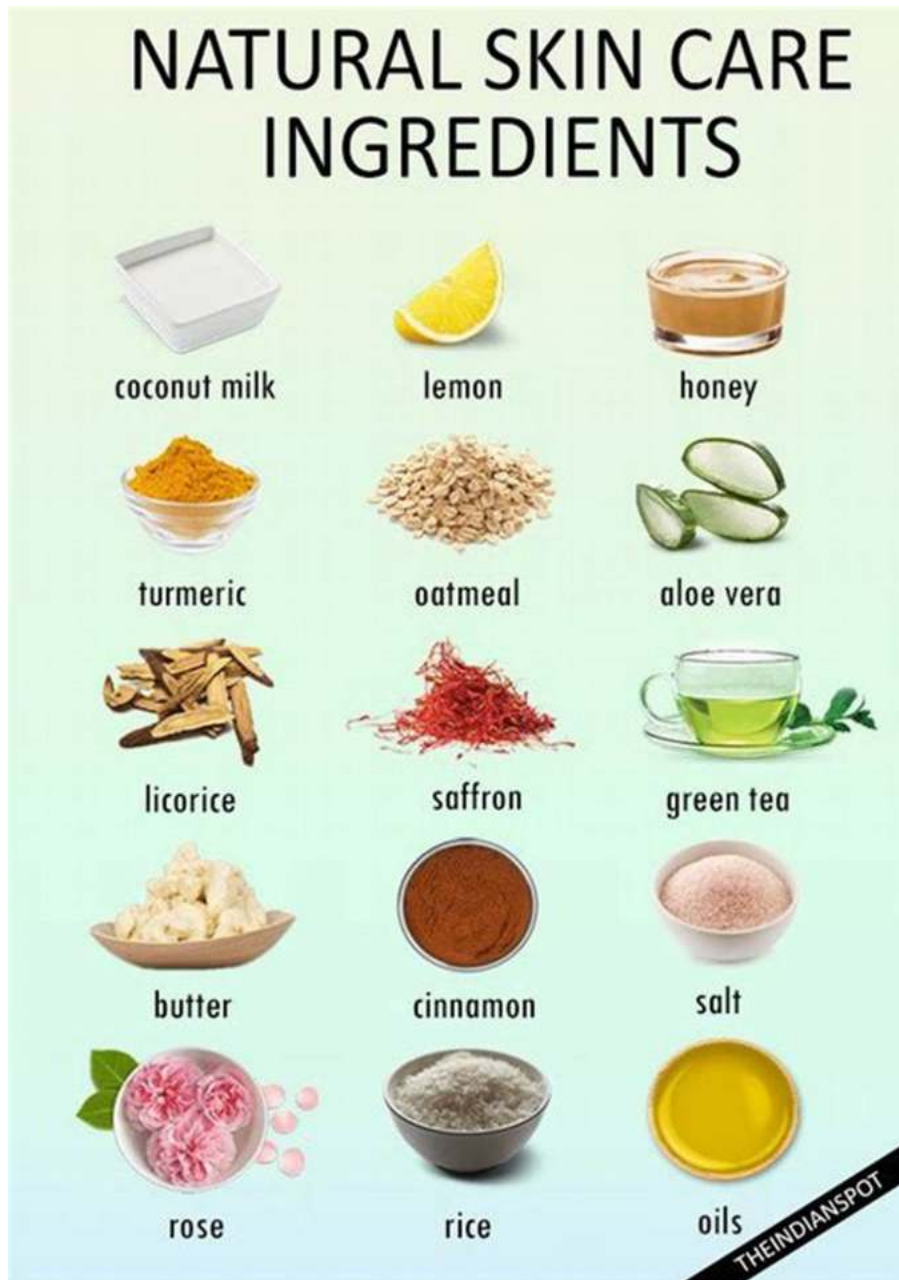 NATURAL SKIN CARE
INGREDIENTS
coconut milk
lemon
honey
turmeric
oatmeal
aloe vera
licorice
saffron
green tea
butter
cinnamon
salt
rose
rice
oils
THEINDIANSPOT